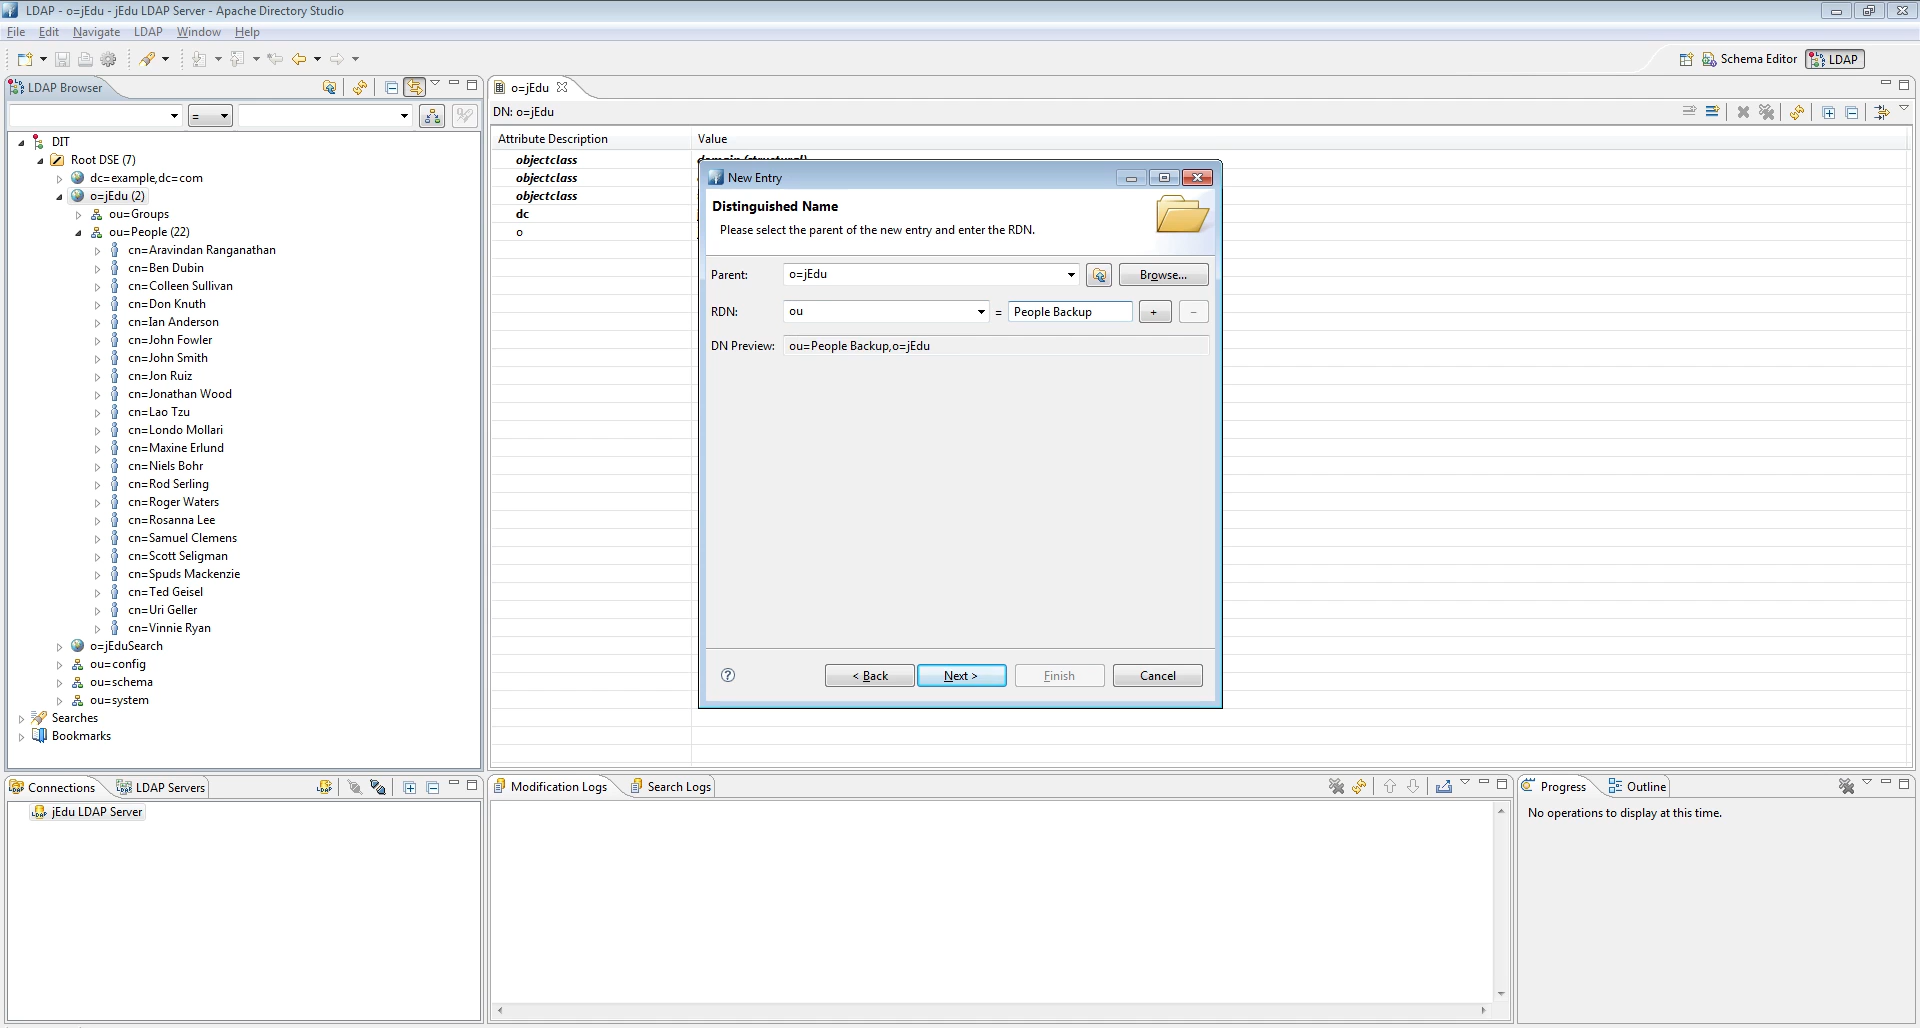 LDAP - o=jEdu - jEdu LDAP Server - Apache Directory Studio
File Edit Navigate LDAP Window Help
Schema Editor LDAP
LDAP Browser
=
DIT
Root DSE (7)
dc=example,dc=com
o=jEdu (2)
ou=Groups
ou=People (22)
cn=Aravindan Ranganathan
cn=Ben Dubin
cn=Colleen Sullivan
cn=Don Knuth
cn=Ian Anderson
cn=John Fowler
cn=John Smith
cn=Jon Ruiz
cn=Jonathan Wood
cn=Lao Tzu
cn=Londo Mollari
cn=Maxine Erlund
cn=Niels Bohr
cn=Rod Serling
cn=Roger Waters
cn=Rosanna Lee
cn=Samuel Clemens
cn=Scott Seligman
cn=Spuds Mackenzie
cn=Ted Geisel
cn=Uri Geller
cn=Vinnie Ryan
o=jEduSearch
ou=config
ou=schema
ou=system
Searches
Bookmarks
o=jEdu
DN: o=jEdu
Attribute Description Value
objectclass domain (structural)
objectclass
objectclass
dc
o
New Entry
Distinguished Name
Please select the parent of the new entry and enter the RDN.
Parent: o=jEdu Browse...
RDN: ou = People Backup + -
DN Preview: ou=People Backup,o=jEdu
? < Back Next > Finish Cancel
Connections LDAP Servers
jEdu LDAP Server
Modification Logs Search Logs
Progress Outline
No operations to display at this time.